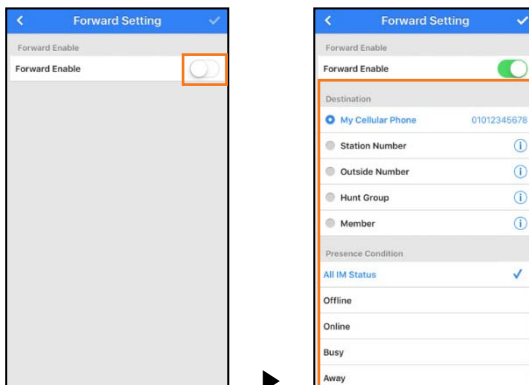 Forward Setting
Forward Enable
Forward Enable
Forward Setting
Forward Enable
Forward Enable
Destination
My Cellular Phone 01012345678
Station Number
Outside Number
Hunt Group
Member
Presence Condition
All IM Status
Offline
Online
Busy
Away